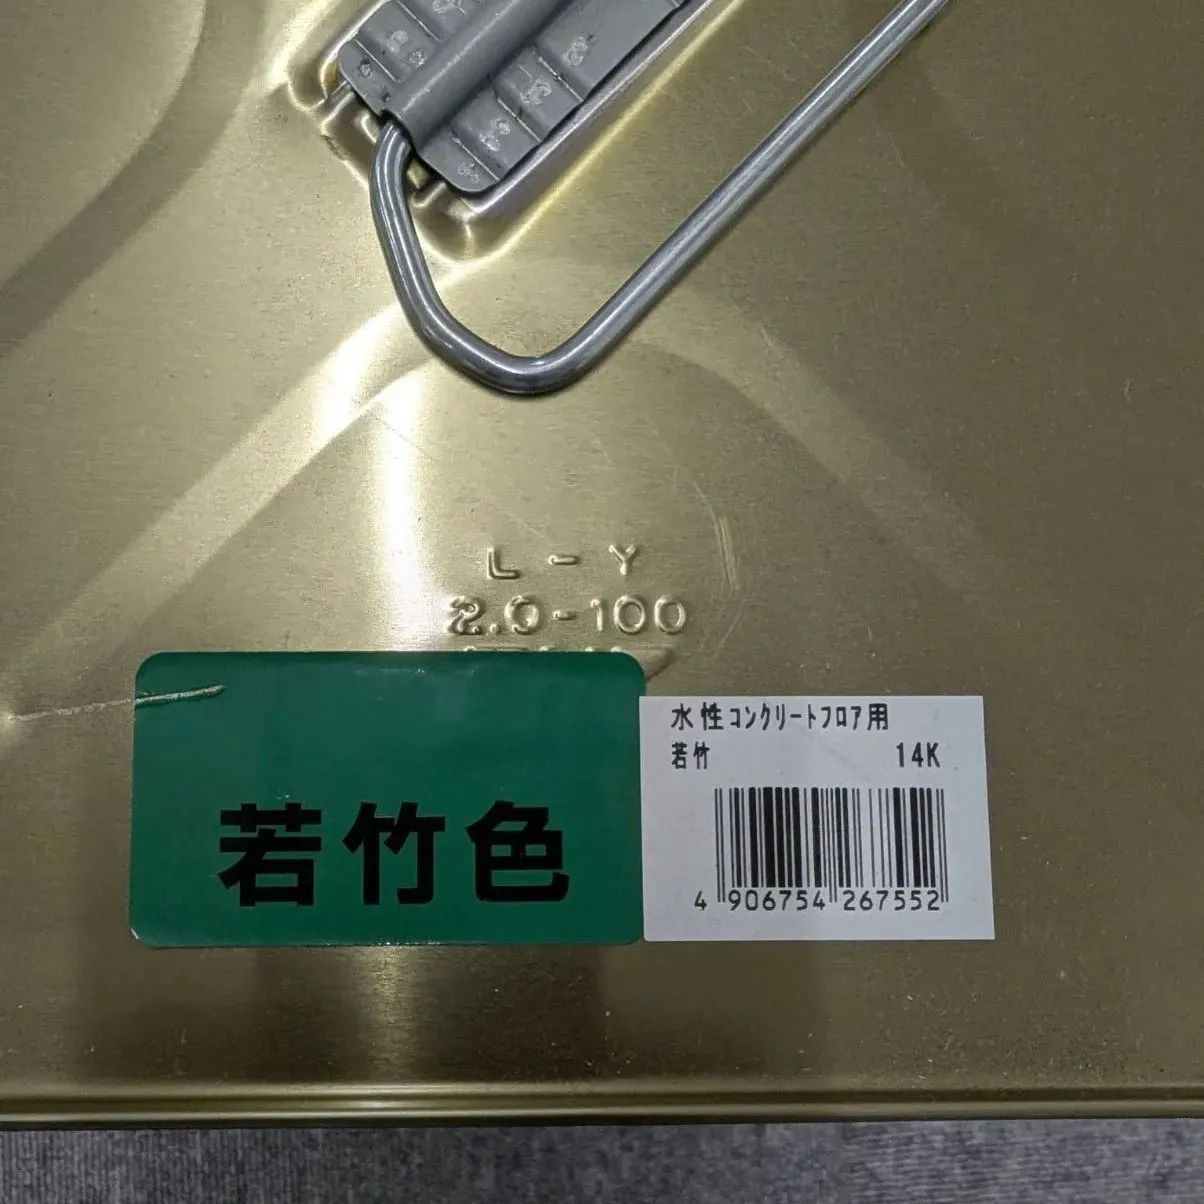 L-Y
2.0-100
若竹色
水性コンクリートフロア用
若竹 14K
4 906754 267552